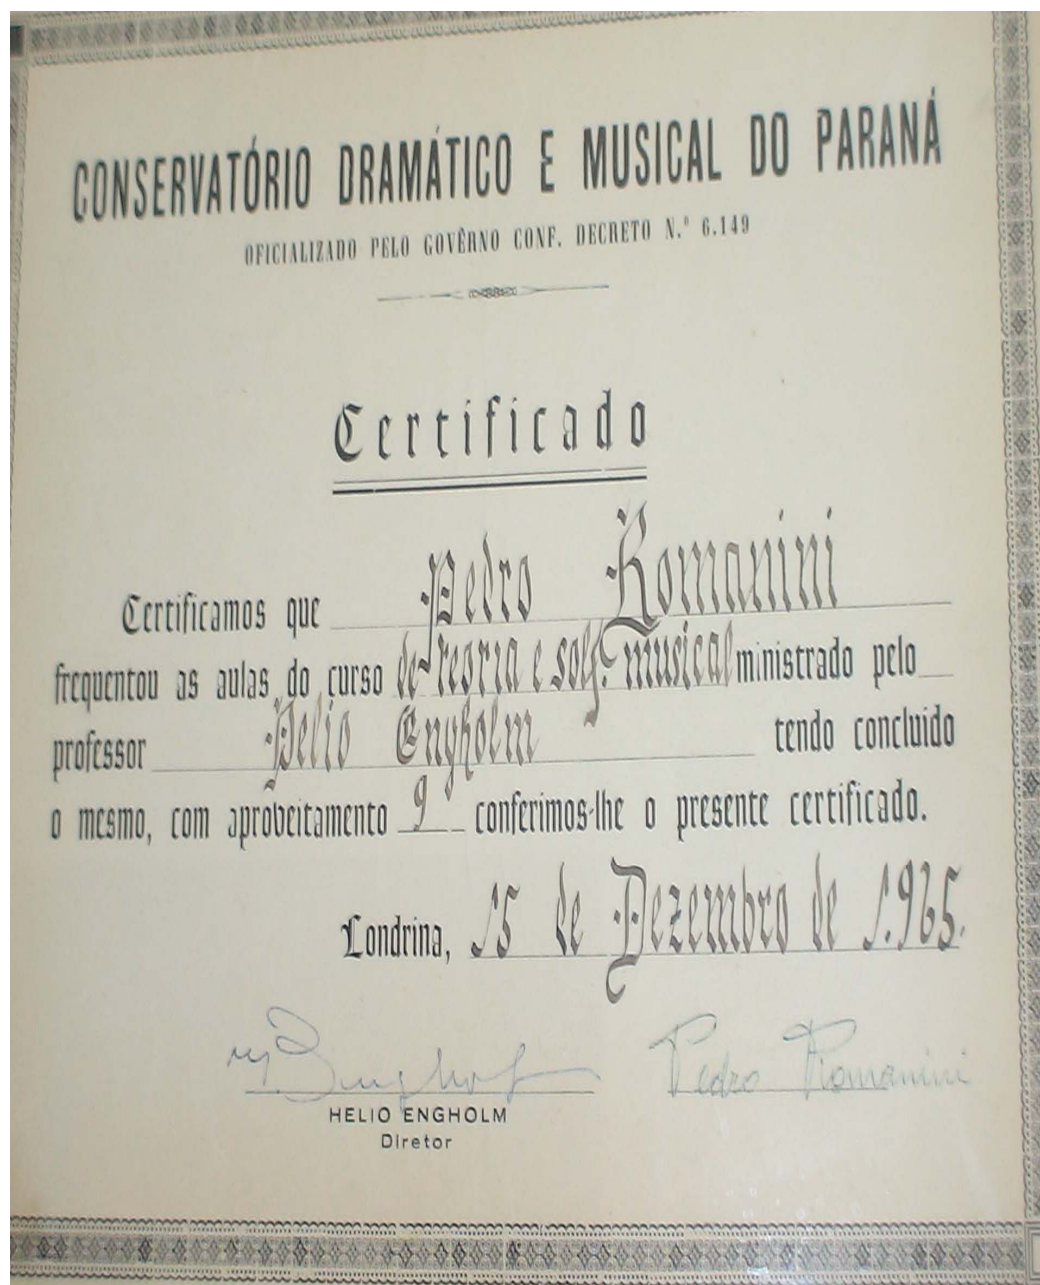 CONSERVATÓRIO DRAMÁTICO E MUSICAL DO PARANÁ
OFICIALIZADO PELO GOVÊRNO CONF. DECRETO N.º 6.149
Certificado
Certificamos que Pedro Romanini
frequentou as aulas do curso de teoria e solf. musical ministrado pelo
professor Helio Engholm tendo concluido
o mesmo, com aproveitamento 9 conferimos-lhe o presente certificado.
Londrina, 15 de Dezembro de 1.965.
Engholm Pedro Romanini
HELIO ENGHOLM
Diretor